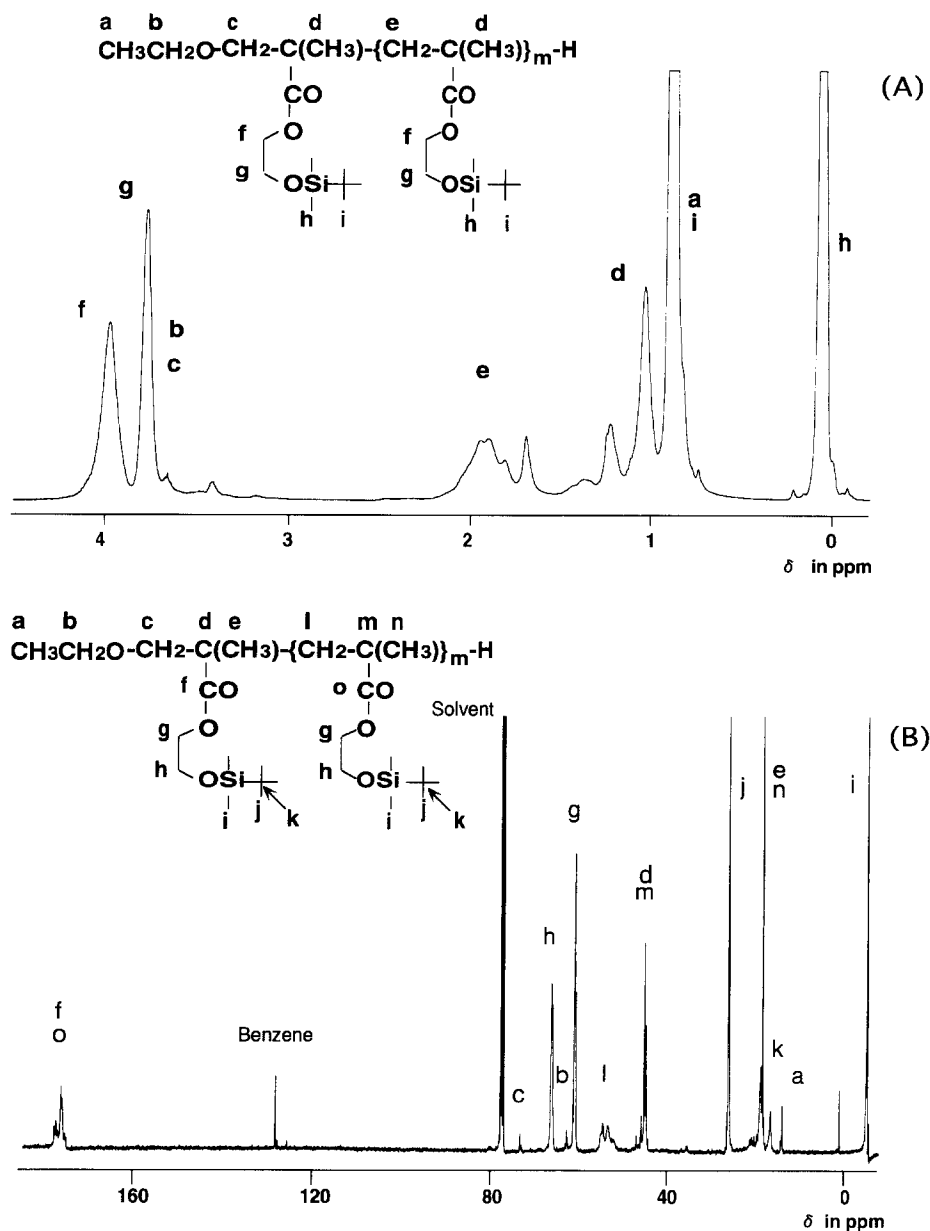 a b c d e d
CH3CH2O-CH2-C(CH3)-{CH2-C(CH3)}m-H
(A)
CO CO
f O f O
g OSi g OSi
h i h i
g
a
i
h
f
b
c
d
e
4 3 2 1 0
δ in ppm
a b c d e l m n
CH3CH2O-CH2-C(CH3)-{CH2-C(CH3)}m-H
f CO o CO
Solvent
(B)
g O g O
h OSi h OSi
i j k i j k
e
j n i
g
d
m
h
f
o
Benzene
c b l
k
a
160 120 80 40 0
δ in ppm